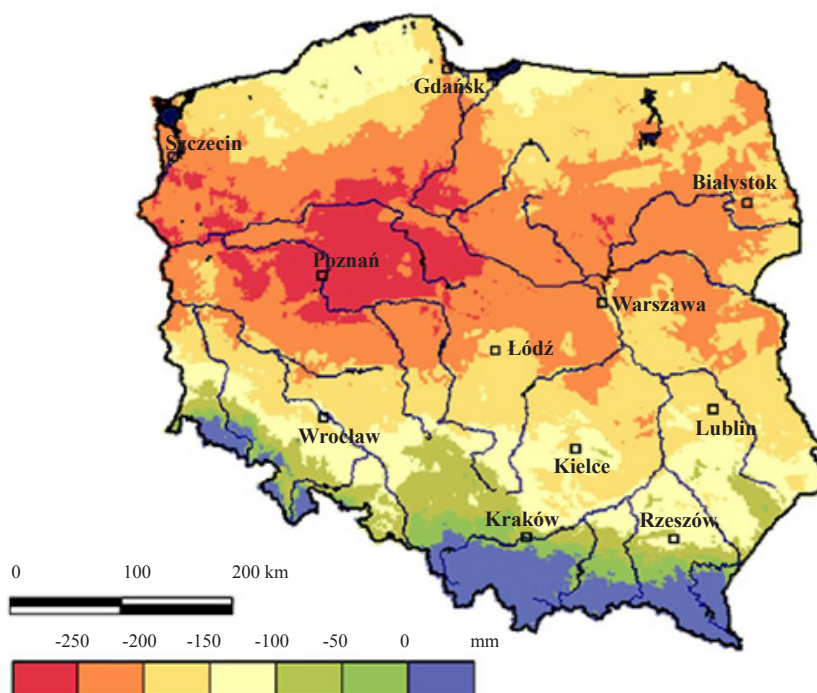 Gdańsk
Szczecin
Białystok
Poznań
Warszawa
Łódź
Wrocław
Lublin
Kielce
Kraków
Rzeszów
0 100 200 km
-250 -200 -150 -100 -50 0 mm